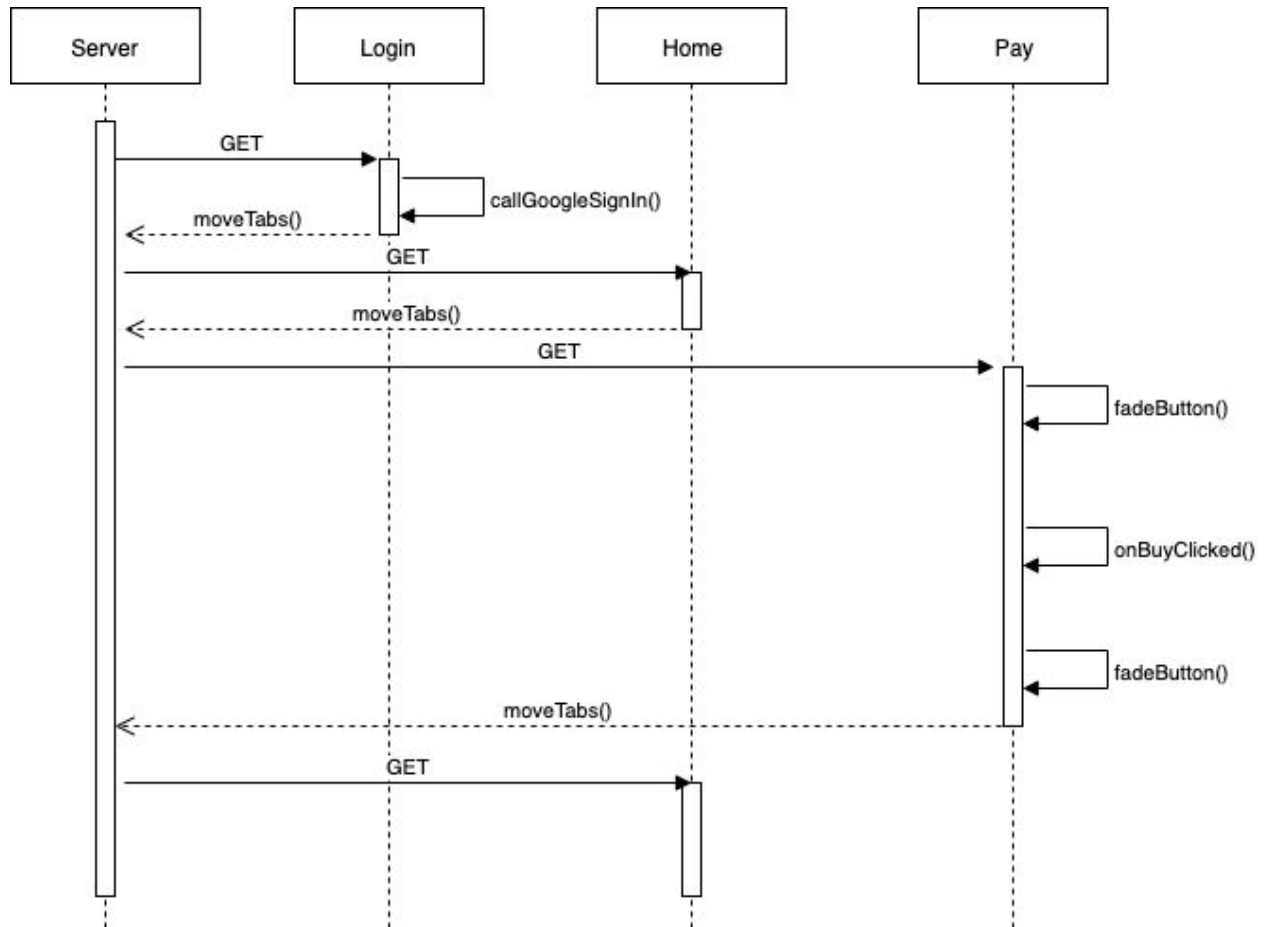 Server
Login
Home
Pay
GET
callGoogleSignIn()
moveTabs()
GET
moveTabs()
GET
fadeButton()
onBuyClicked()
fadeButton()
moveTabs()
GET